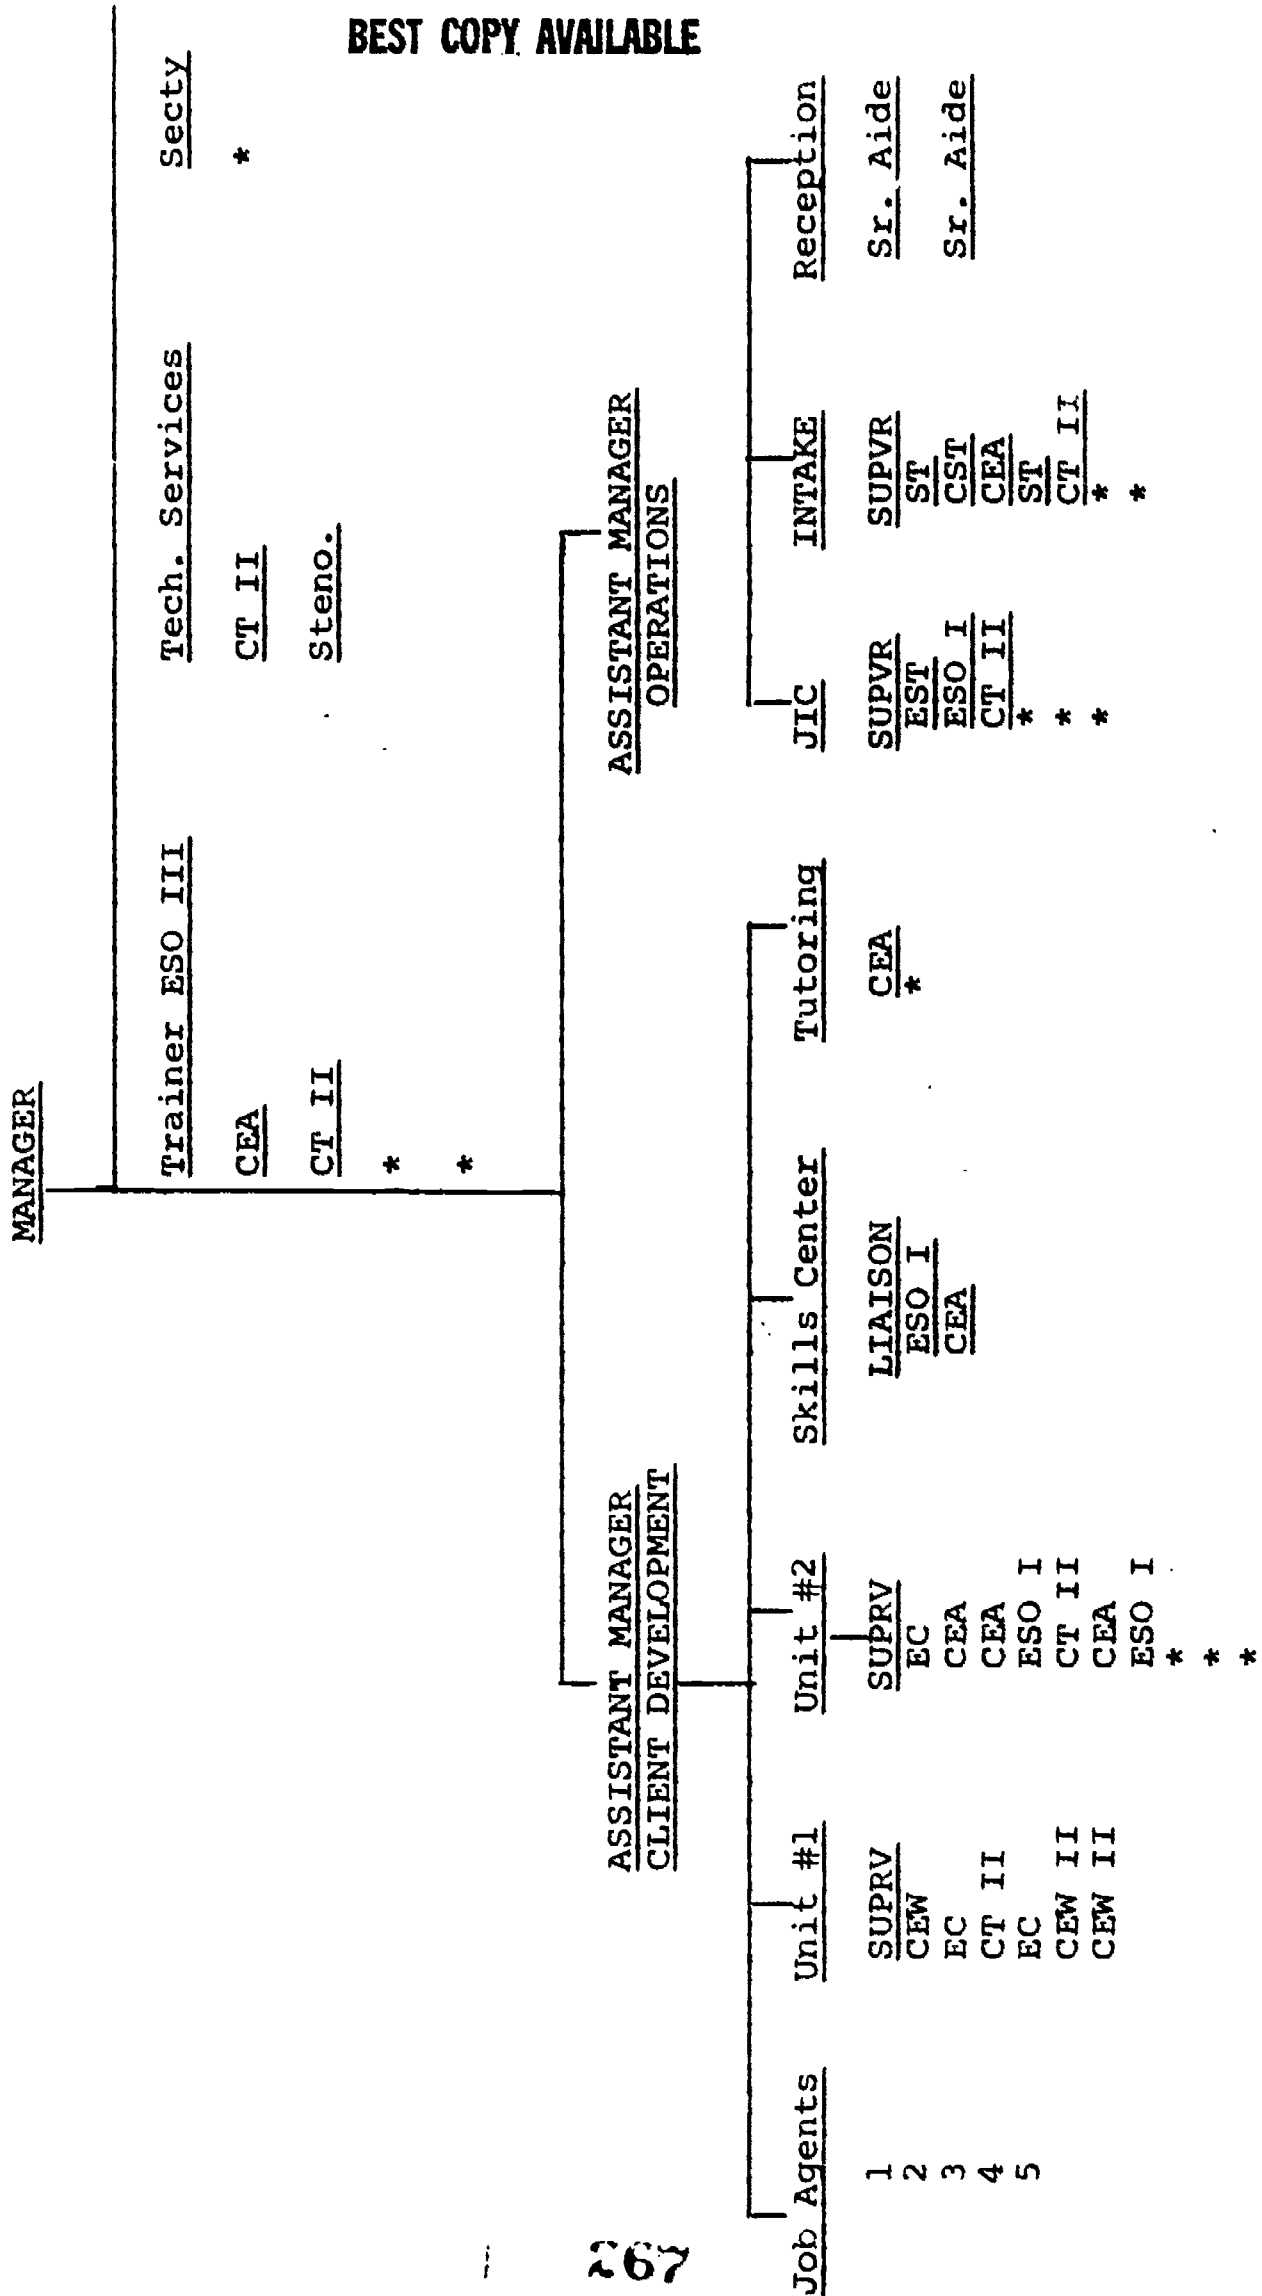 BEST COPY AVAILABLE
MANAGER
Trainer ESO III
CEA
CT II
*
*
Tech. Services
CT II
Steno.
Secty
*
ASSISTANT MANAGER
CLIENT DEVELOPMENT
ASSISTANT MANAGER
OPERATIONS
Job Agents
1
2
3
4
5
Unit #1
SUPRV
CEW
EC
CT II
EC
CEW II
CEW II
Unit #2
SUPRV
EC
CEA
CEA
ESO I
CT II
CEA
ESO I
*
*
*
Skills Center
LIAISON
ESO I
CEA
Tutoring
CEA
*
JIC
SUPVR
EST
ESO I
CT II
*
*
*
INTAKE
SUPVR
ST
CST
CEA
ST
CT II
*
*
Reception
Sr. Aide
Sr. Aide
267